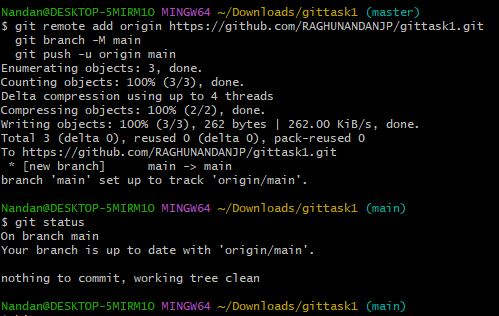 Nandan@DESKTOP-5MIRM1O MINGW64 ~/Downloads/gittask1 (master)
$ git remote add origin https://github.com/RAGHUNANDANJP/gittask1.git
  git branch -M main
  git push -u origin main
Enumerating objects: 3, done.
Counting objects: 100% (3/3), done.
Delta compression using up to 4 threads
Compressing objects: 100% (2/2), done.
Writing objects: 100% (3/3), 262 bytes | 262.00 KiB/s, done.
Total 3 (delta 0), reused 0 (delta 0), pack-reused 0
To https://github.com/RAGHUNANDANJP/gittask1.git
 * [new branch]      main -> main
branch 'main' set up to track 'origin/main'.
Nandan@DESKTOP-5MIRM1O MINGW64 ~/Downloads/gittask1 (main)
$ git status
On branch main
Your branch is up to date with 'origin/main'.
nothing to commit, working tree clean
Nandan@DESKTOP-5MIRM1O MINGW64 ~/Downloads/gittask1 (main)